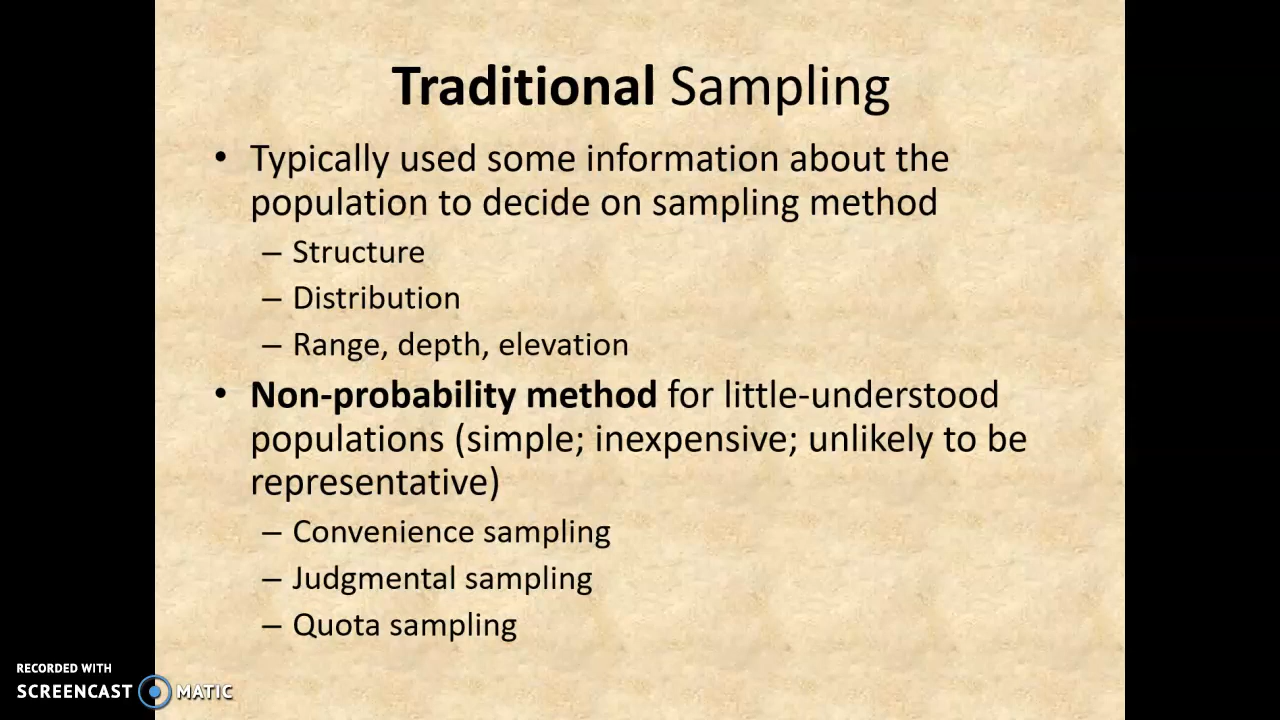 Traditional Sampling
• Typically used some information about the
population to decide on sampling method
– Structure
– Distribution
– Range, depth, elevation
• Non-probability method for little-understood
populations (simple; inexpensive; unlikely to be
representative)
– Convenience sampling
– Judgmental sampling
– Quota sampling
RECORDED WITH
SCREENCAST MATIC